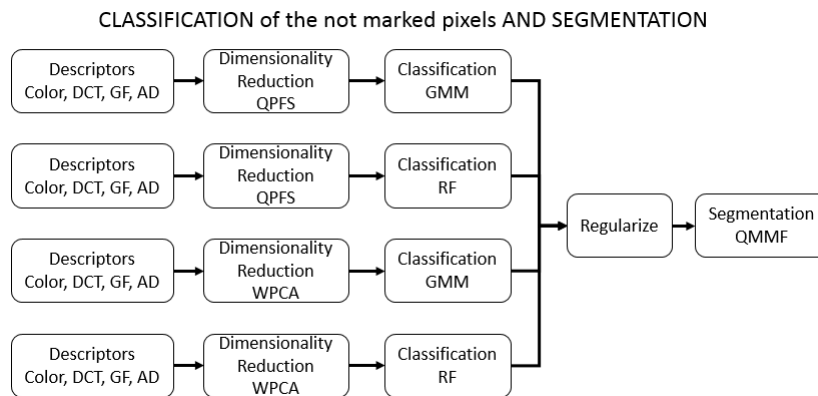 CLASSIFICATION of the not marked pixels AND SEGMENTATION
Descriptors
Color, DCT, GF, AD
Dimensionality
Reduction
QPFS
Classification
GMM
Descriptors
Color, DCT, GF, AD
Dimensionality
Reduction
QPFS
Classification
RF
Regularize
Segmentation
QMMF
Descriptors
Color, DCT, GF, AD
Dimensionality
Reduction
WPCA
Classification
GMM
Descriptors
Color, DCT, GF, AD
Dimensionality
Reduction
WPCA
Classification
RF